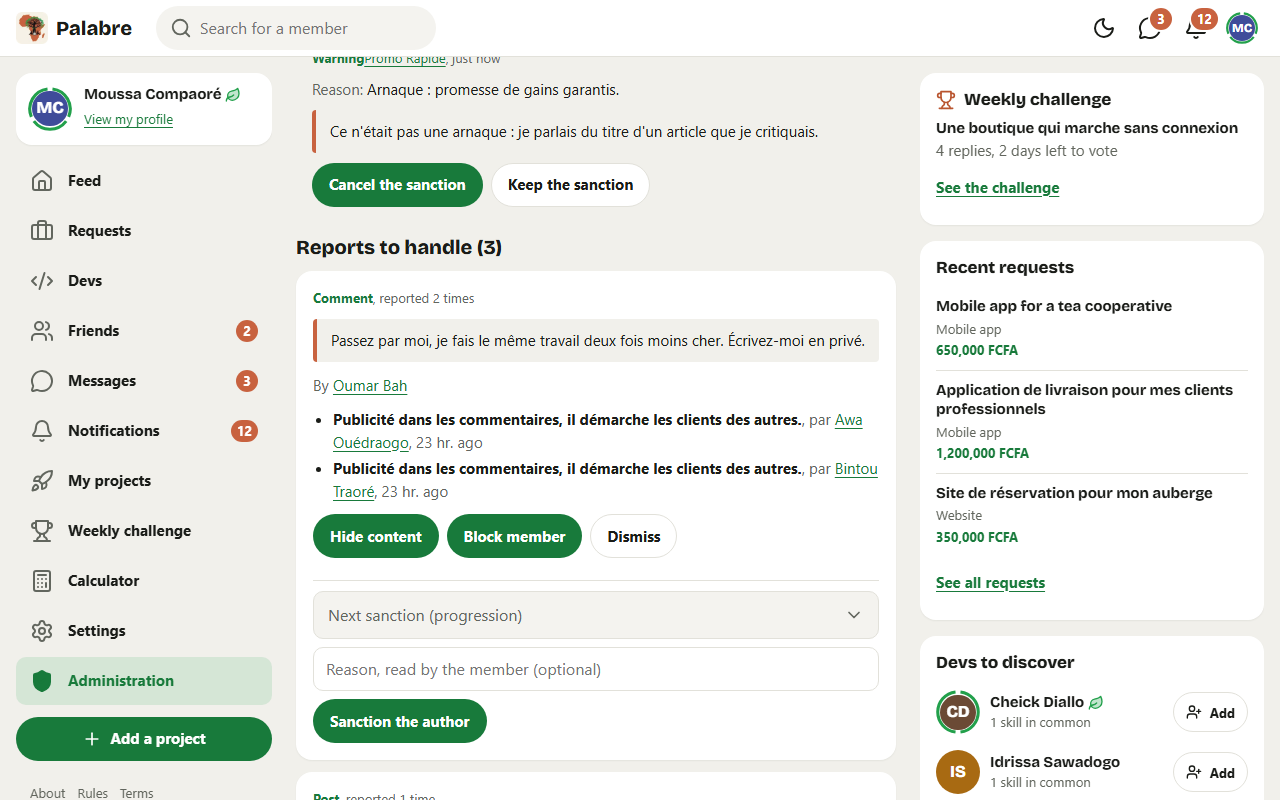 Palabre
Search for a member
3
12
MC
MC
Moussa Compaoré
View my profile
Feed
Requests
Devs
Friends
2
Messages
3
Notifications
12
My projects
Weekly challenge
Calculator
Settings
Administration
Add a project
About Rules Terms
Warning Promo Rapide, just now
Reason: Arnaque : promesse de gains garantis.
Ce n'était pas une arnaque : je parlais du titre d'un article que je critiquais.
Cancel the sanction
Keep the sanction
Reports to handle (3)
Comment, reported 2 times
Passez par moi, je fais le même travail deux fois moins cher. Écrivez-moi en privé.
By Oumar Bah
Publicité dans les commentaires, il démarche les clients des autres., par Awa
Ouédraogo, 23 hr. ago
Publicité dans les commentaires, il démarche les clients des autres., par Bintou
Traoré, 23 hr. ago
Hide content
Block member
Dismiss
Next sanction (progression)
Reason, read by the member (optional)
Sanction the author
Post, reported 1 time
Weekly challenge
Une boutique qui marche sans connexion
4 replies, 2 days left to vote
See the challenge
Recent requests
Mobile app for a tea cooperative
Mobile app
650,000 FCFA
Application de livraison pour mes clients
professionnels
Mobile app
1,200,000 FCFA
Site de réservation pour mon auberge
Website
350,000 FCFA
See all requests
Devs to discover
CD
Cheick Diallo
1 skill in common
Add
IS
Idrissa Sawadogo
1 skill in common
Add